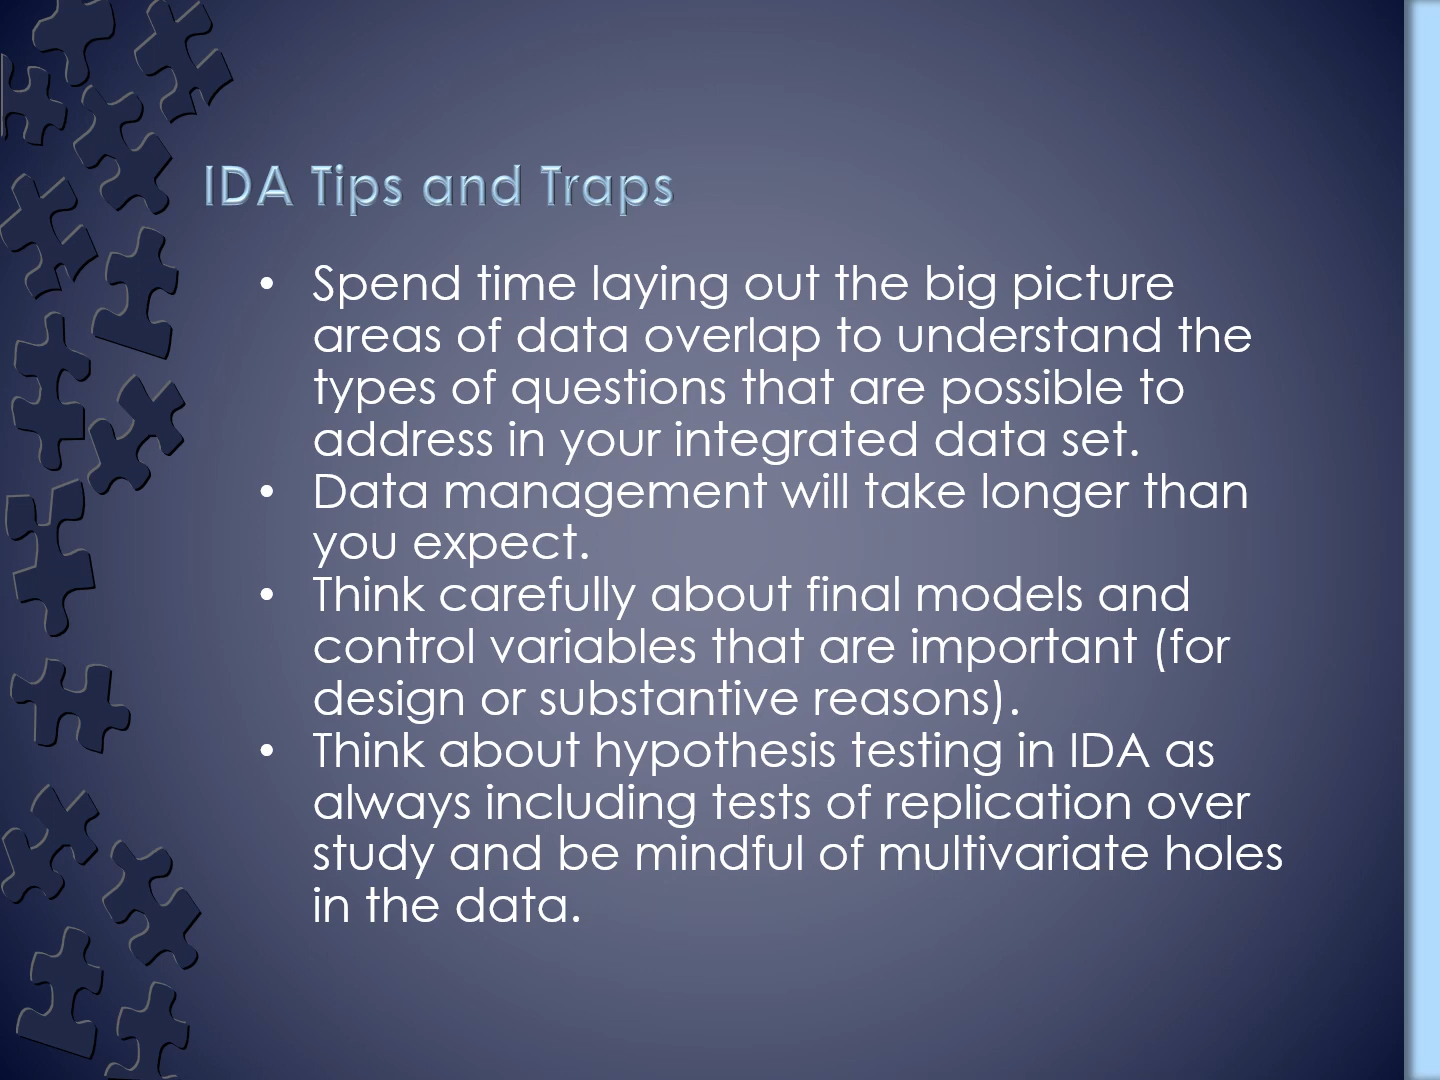 IDA Tips and Traps
• Spend time laying out the big picture
areas of data overlap to understand the
types of questions that are possible to
address in your integrated data set.
• Data management will take longer than
you expect.
• Think carefully about final models and
control variables that are important (for
design or substantive reasons).
• Think about hypothesis testing in IDA as
always including tests of replication over
study and be mindful of multivariate holes
in the data.